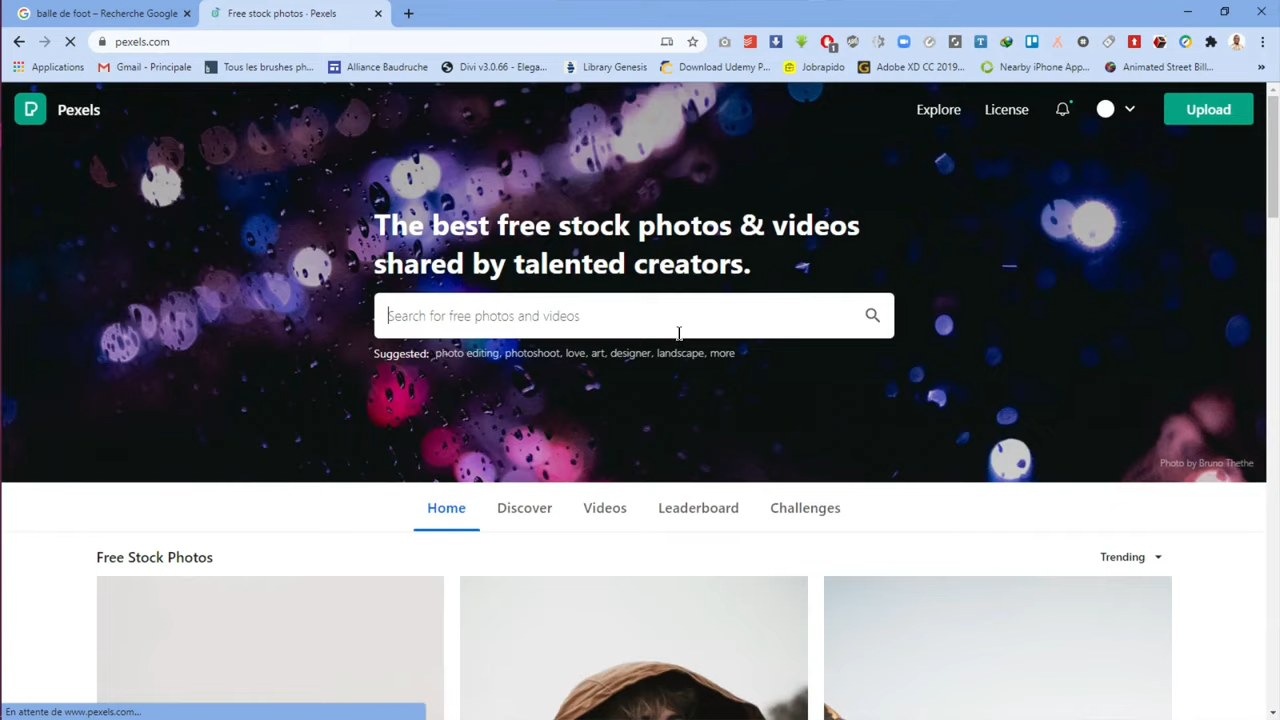 balle de foot – Recherche Google
Free stock photos · Pexels
pexels.com
Applications
Gmail - Principale
Tous les brushes ph...
Alliance Baudruche
Divi v3.0.66 - Elega...
Library Genesis
Download Udemy P...
Jobrapido
Adobe XD CC 2019...
Nearby iPhone App...
Animated Street Bill...
Pexels
Explore
License
Upload
The best free stock photos & videos
shared by talented creators.
Search for free photos and videos
Suggested: photo editing, photoshoot, love, art, designer, landscape, more
Photo by Bruno Thethe
Home
Discover
Videos
Leaderboard
Challenges
Free Stock Photos
Trending
En attente de www.pexels.com...